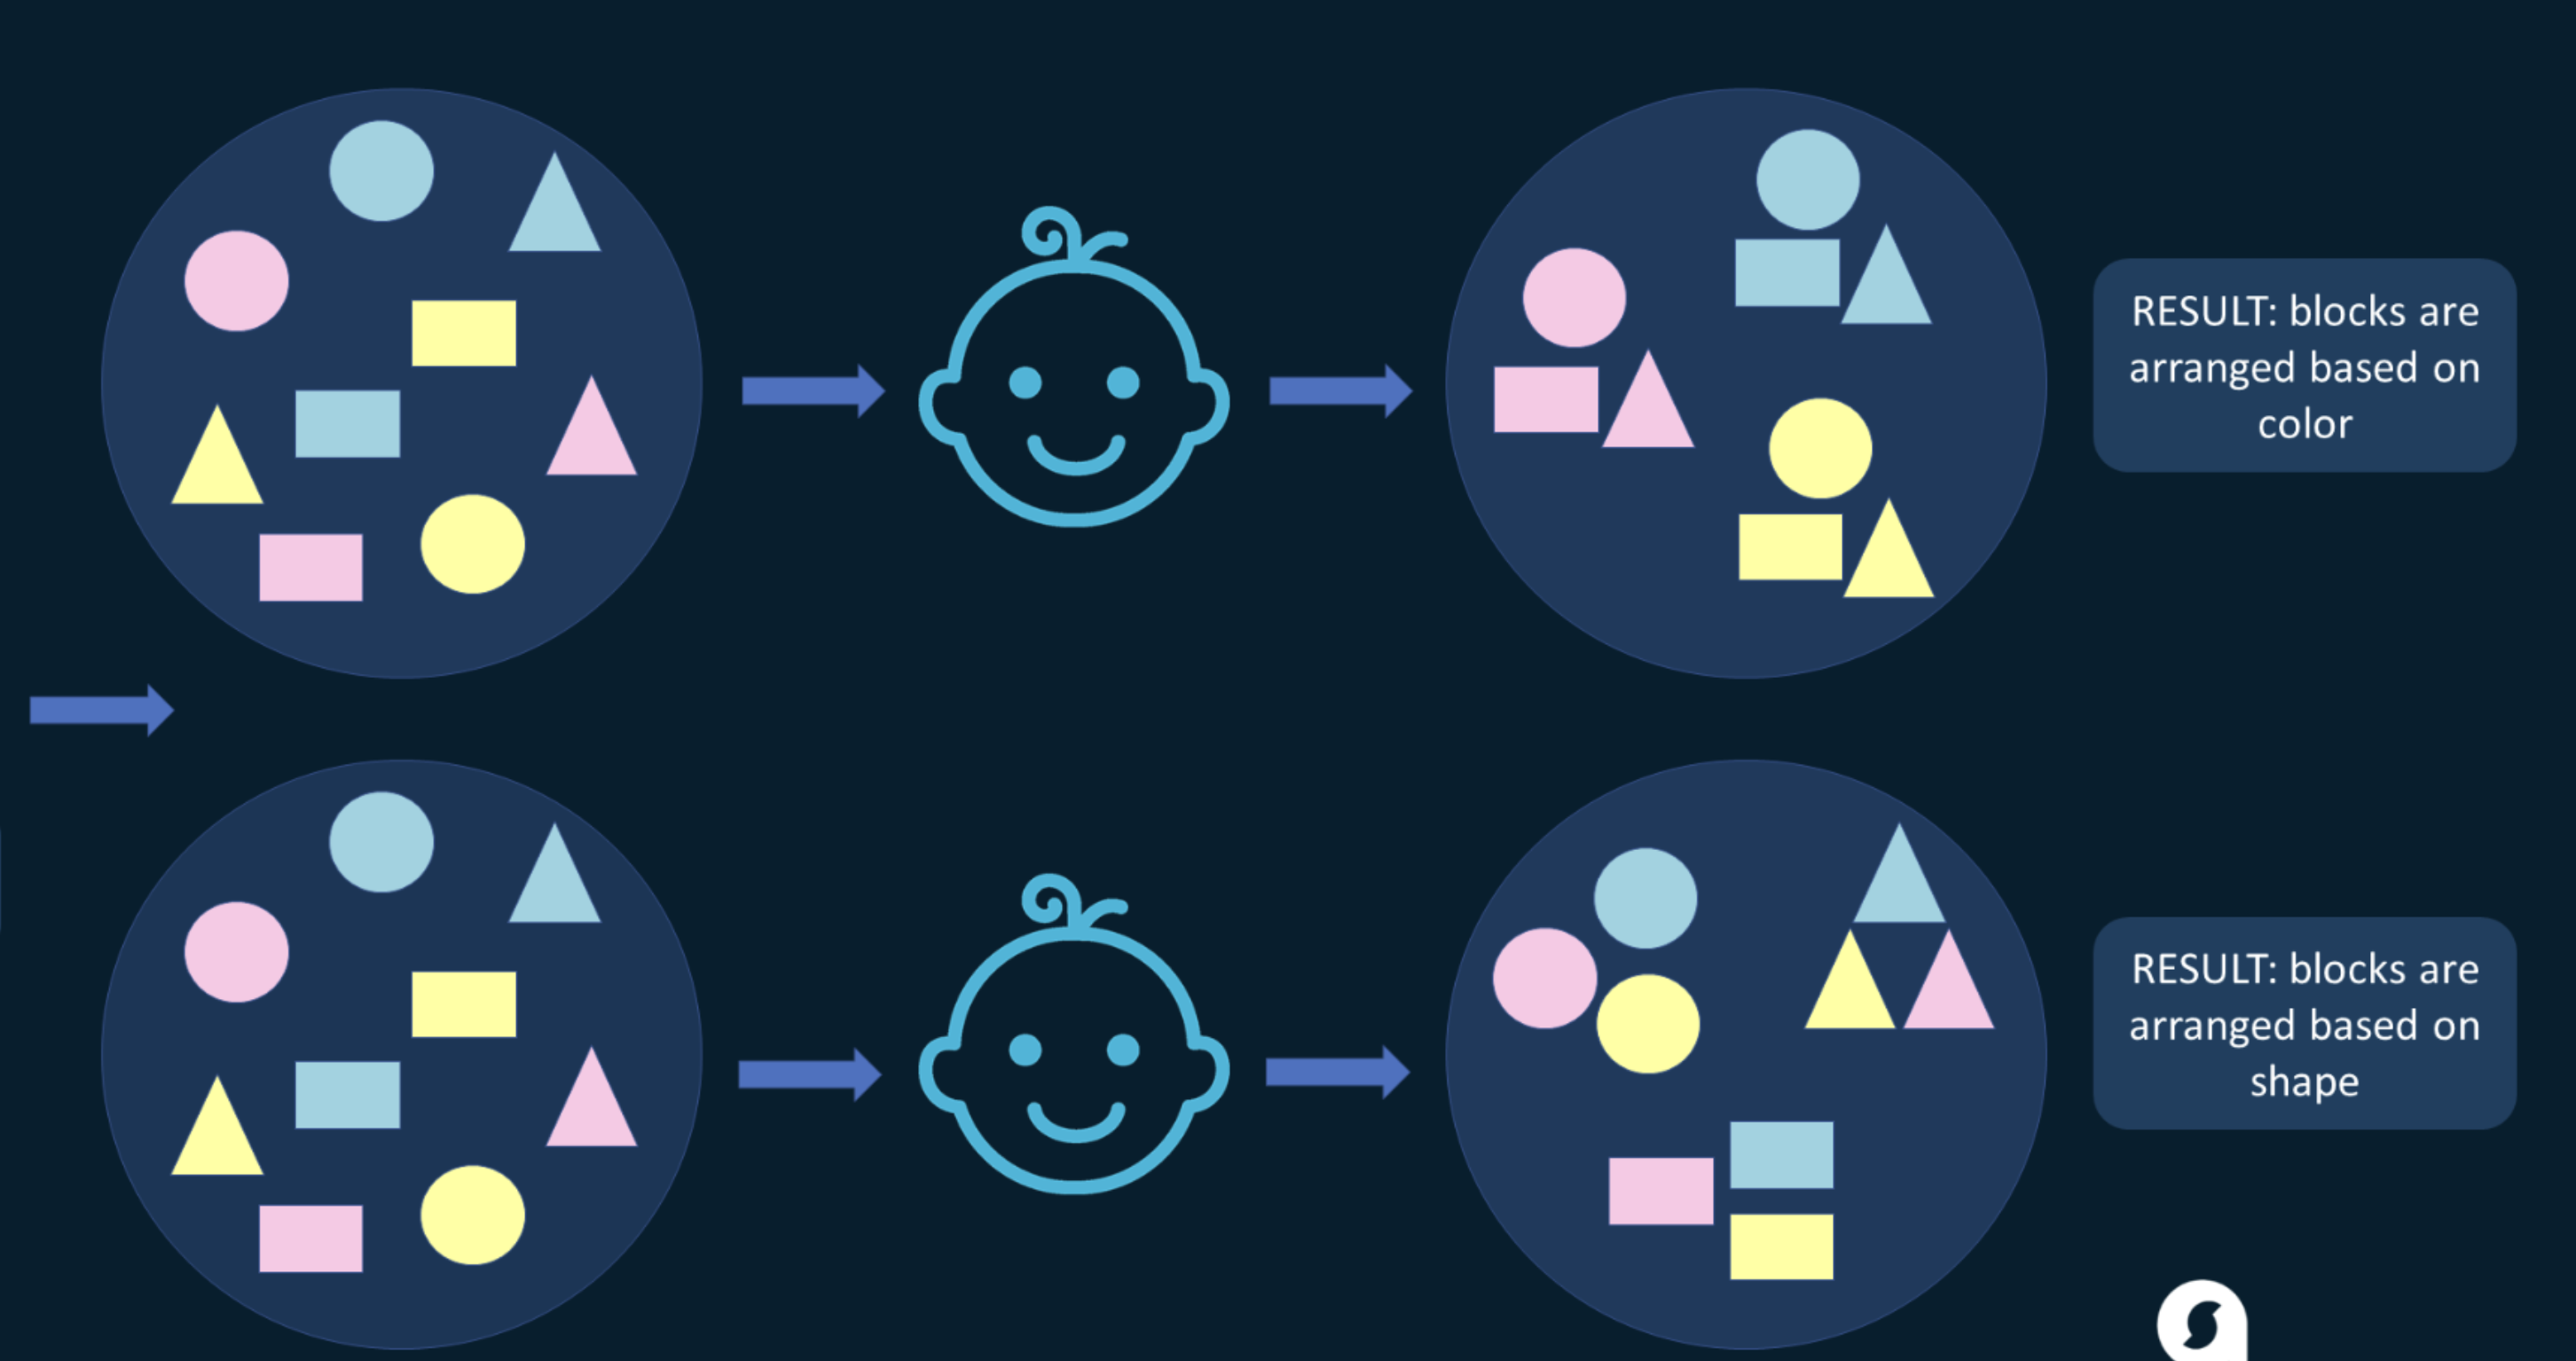 RESULT: blocks are
arranged based on
color
RESULT: blocks are
arranged based on
shape